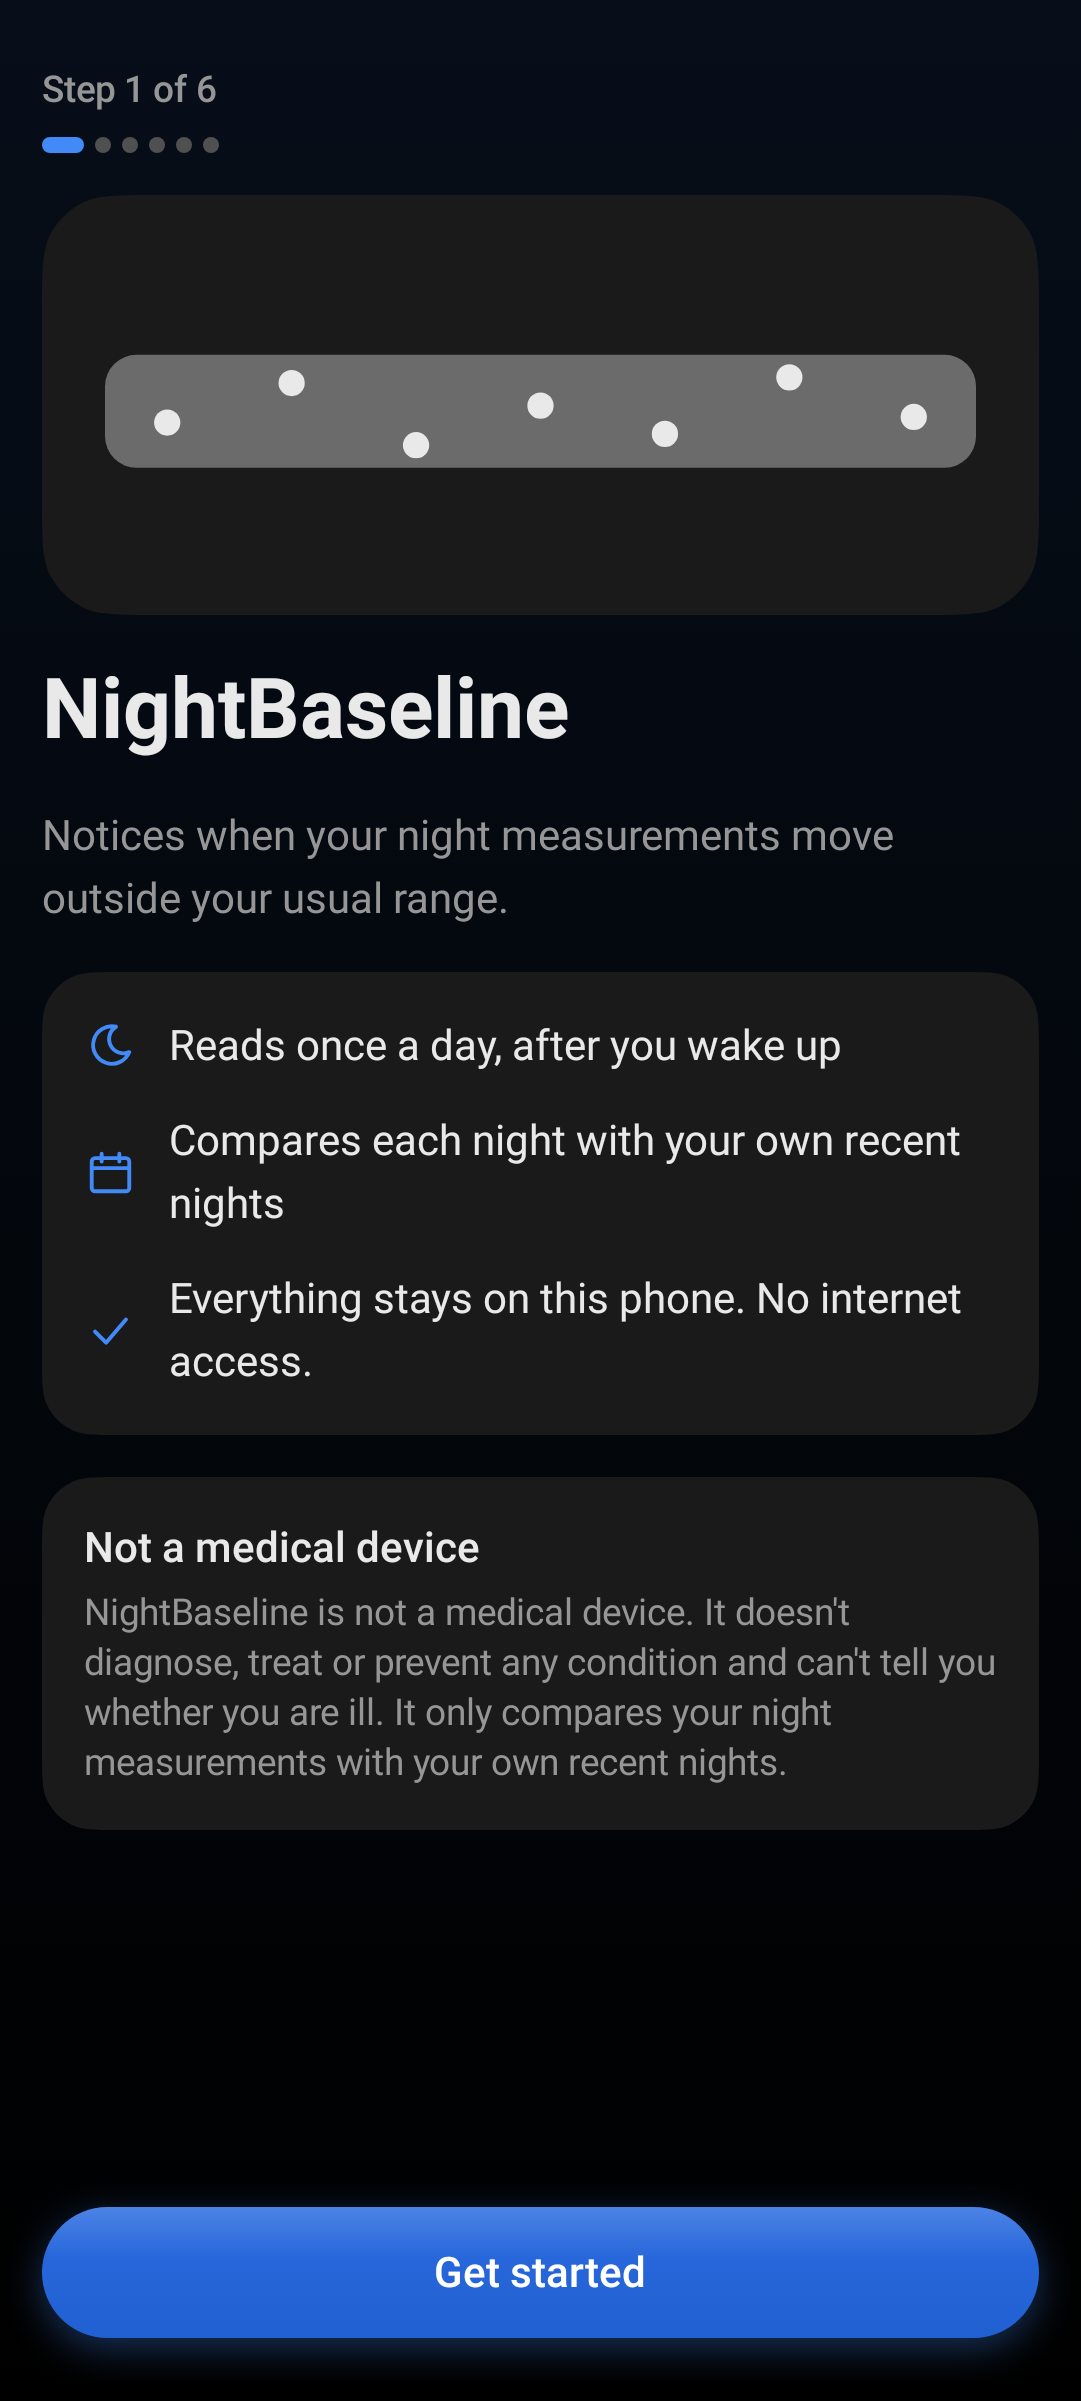 Step 1 of 6
NightBaseline
Notices when your night measurements move
outside your usual range.
Reads once a day, after you wake up
Compares each night with your own recent
nights
Everything stays on this phone. No internet
access.
Not a medical device
NightBaseline is not a medical device. It doesn't
diagnose, treat or prevent any condition and can't tell you
whether you are ill. It only compares your night
measurements with your own recent nights.
Get started